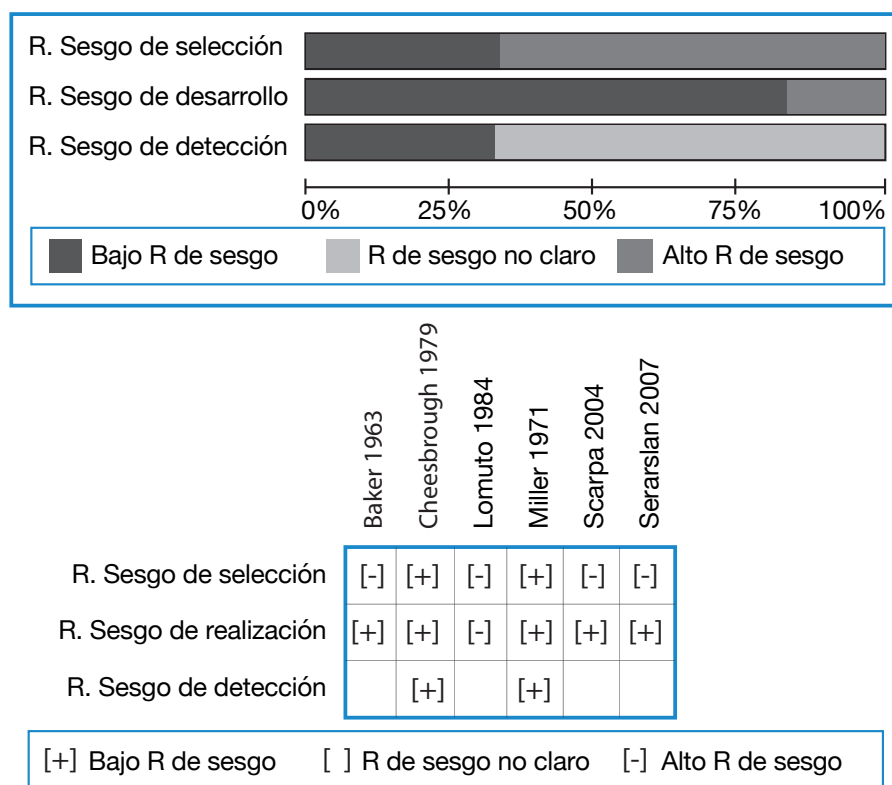 R. Sesgo de selección
R. Sesgo de desarrollo
R. Sesgo de detección
0% 25% 50% 75% 100%
Bajo R de sesgo R de sesgo no claro Alto R de sesgo
Baker 1963 Cheesbrough 1979 Lomuto 1984 Miller 1971 Scarpa 2004 Serarslan 2007
R. Sesgo de selección [-] [+] [-] [+] [-] [-]
R. Sesgo de realización [+] [+] [-] [+] [+] [+]
R. Sesgo de detección [+] [+]
[+] Bajo R de sesgo [ ] R de sesgo no claro [-] Alto R de sesgo